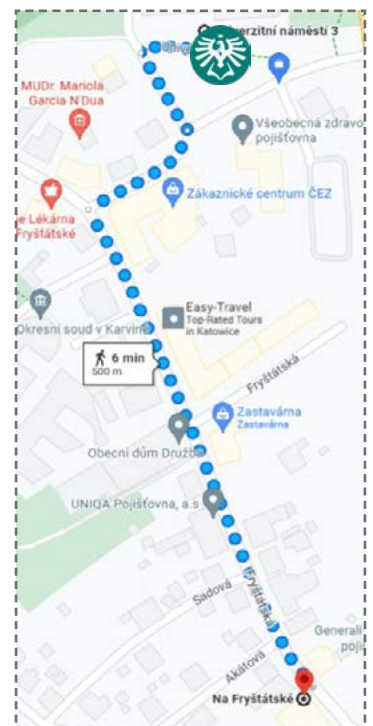 verzitní náměstí 3
MUDr. Mariola
Garcia N'Dua
Všeobecná zdravo
pojišťovna
Zákaznické centrum ČEZ
e Lékárna
Fryštátské
Easy-Travel
Top-Rated Tours
in Katowice
Okresní soud v Karviné
6 min
500 m
Fryštátská
Zastavárna
Zastavárna
Obecní dům Družba
UNIQA Pojišťovna, a.s
Sadová
Fryštátská
Generali
poji
Akátová
Na Fryštátské